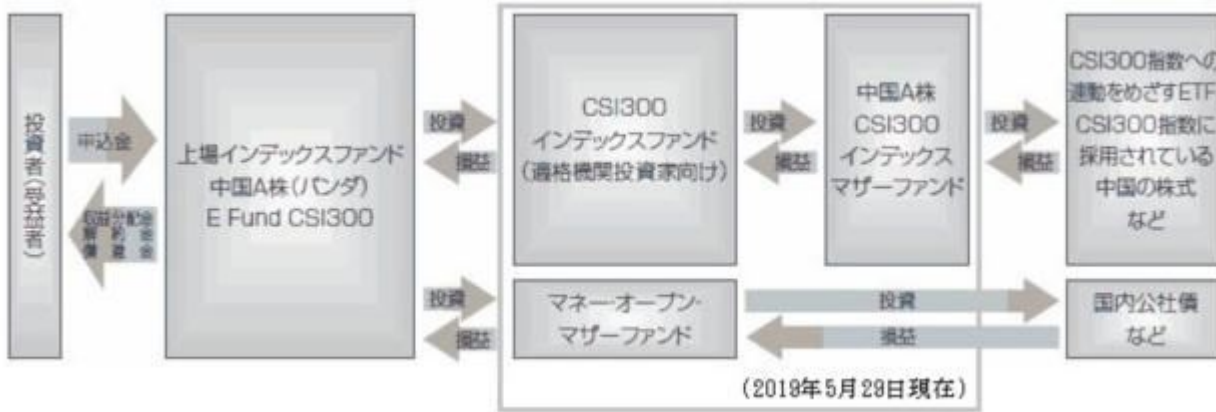 投資者(受益者)
申込金
収益分配金
解約金
償還金
上場インデックスファンド
中国A株(パンダ)
E Fund CSI300
投資
損益
CSI300
インデックスファンド
(適格機関投資家向け)
投資
損益
中国A株
CSI300
インデックス
マザーファンド
投資
損益
CSI300指数への
連動をめざすETF
CSI300指数に
採用されている
中国の株式
など
投資
損益
マネー・オープン・
マザーファンド
投資
損益
国内公社債
など
(2019年5月29日現在)